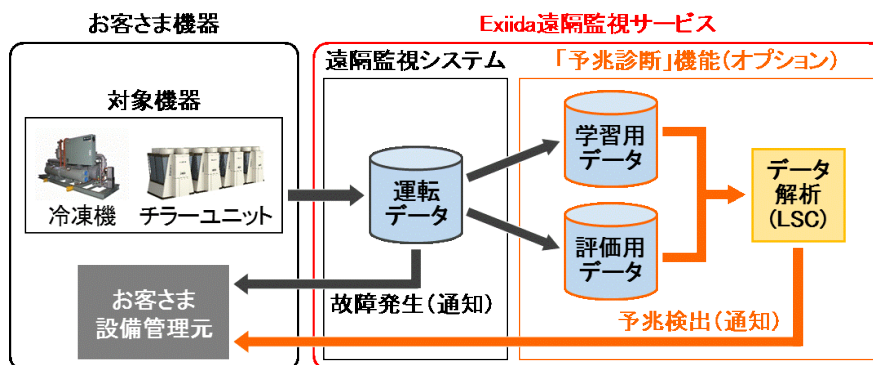 お客さま機器
対象機器
冷凍機
チラーユニット
お客さま
設備管理元
Exiida遠隔監視サービス
遠隔監視システム
運転
データ
故障発生(通知)
「予兆診断」機能(オプション)
学習用
データ
評価用
データ
データ
解析
(LSC)
予兆検出(通知)